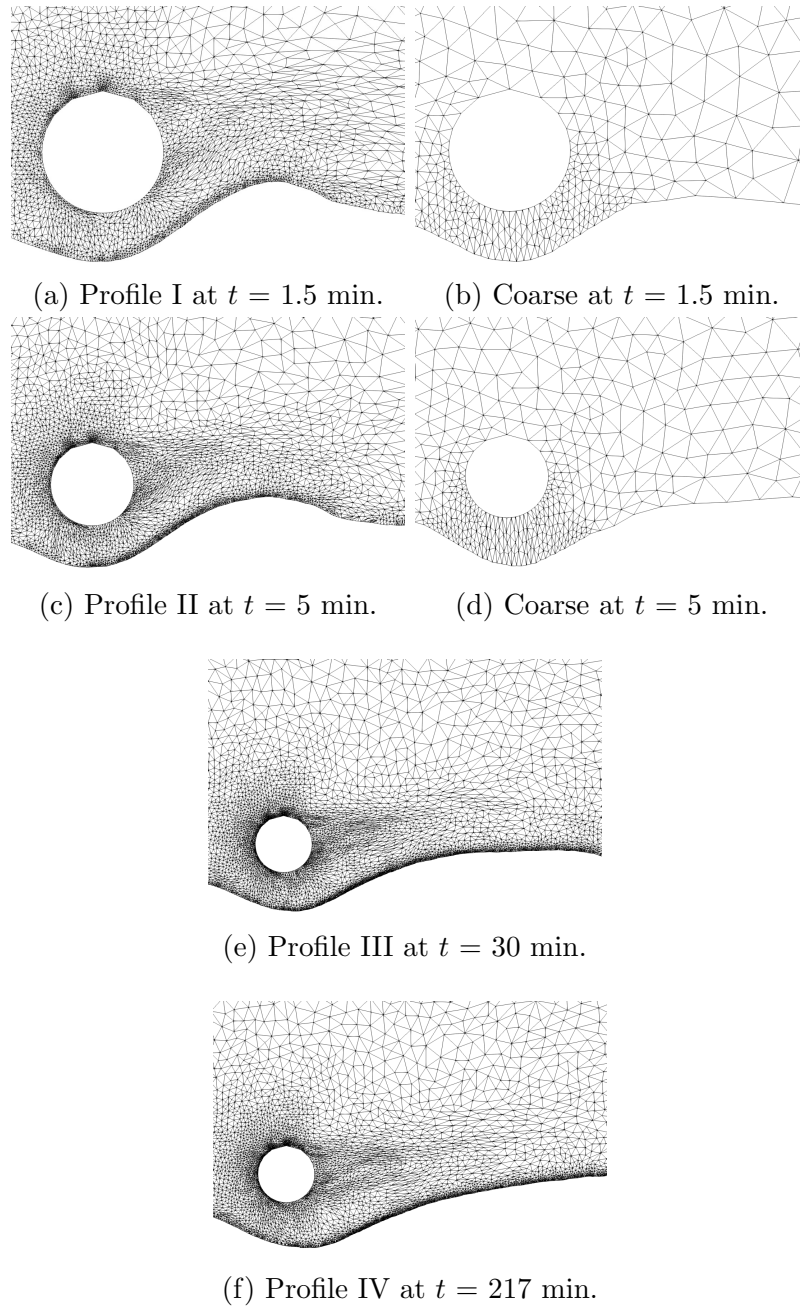 (a) Profile I at t = 1.5 min. (b) Coarse at t = 1.5 min.
(c) Profile II at t = 5 min. (d) Coarse at t = 5 min.
(e) Profile III at t = 30 min.
(f) Profile IV at t = 217 min.